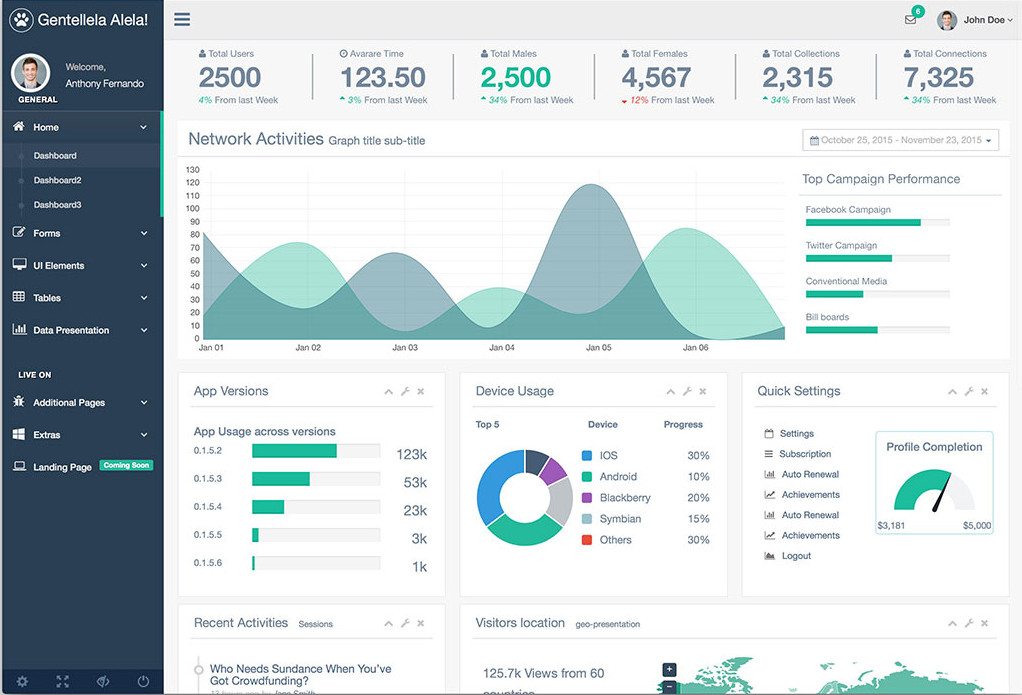 Gentellela Alela!
6
John Doe
Welcome,
Anthony Fernando
GENERAL
Home
Dashboard
Dashboard2
Dashboard3
Forms
UI Elements
Tables
Data Presentation
LIVE ON
Additional Pages
Extras
Landing Page Coming Soon
Total Users
2500
4% From last Week
Avarare Time
123.50
3% From last Week
Total Males
2,500
34% From last Week
Total Females
4,567
12% From last Week
Total Collections
2,315
34% From last Week
Total Connections
7,325
34% From last Week
Network Activities Graph title sub-title
October 25, 2015 - November 23, 2015
130
120
110
100
90
80
70
60
50
40
30
20
10
0
Jan 01 Jan 02 Jan 03 Jan 04 Jan 05 Jan 06
Top Campaign Performance
Facebook Campaign
Twitter Campaign
Conventional Media
Bill boards
App Versions
App Usage across versions
0.1.5.2 123k
0.1.5.3 53k
0.1.5.4 23k
0.1.5.5 3k
0.1.5.6 1k
Device Usage
Top 5 Device Progress
IOS 30%
Android 10%
Blackberry 20%
Symbian 15%
Others 30%
Quick Settings
Settings
Subscription
Auto Renewal
Achievements
Auto Renewal
Achievements
Logout
Profile Completion
$3,181 $5,000
Recent Activities Sessions
Who Needs Sundance When You've
Got Crowdfunding?
13 hours ago by Jane Smith
Visitors location geo-presentation
125.7k Views from 60
countries
+
−